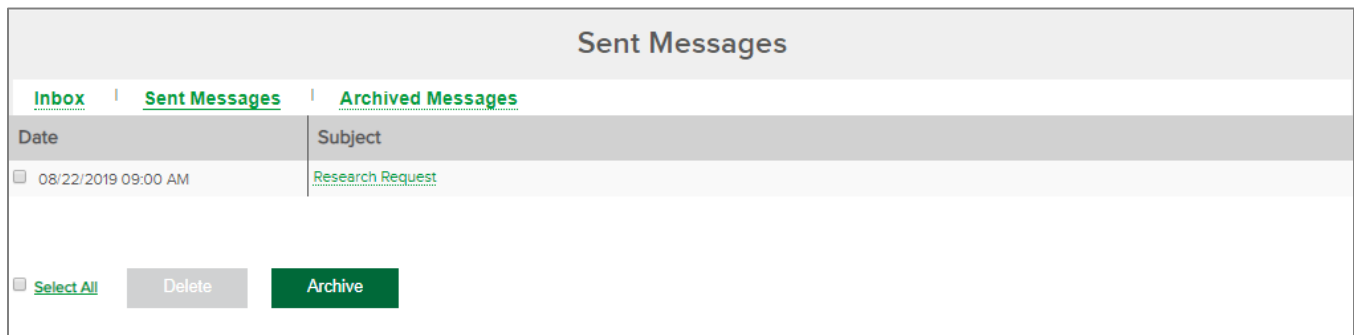 Sent Messages
Inbox | Sent Messages | Archived Messages
Date Subject
08/22/2019 09:00 AM Research Request
Select All Delete Archive